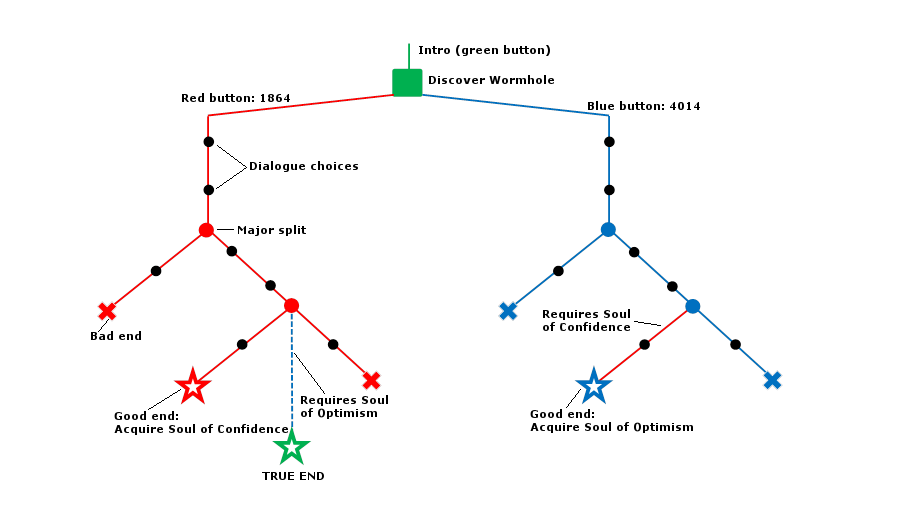 Intro (green button)
Discover Wormhole
Red button: 1864
Blue button: 4014
Dialogue choices
Major split
Bad end
Requires Soul
of Confidence
Requires Soul
of Optimism
Good end:
Acquire Soul of Confidence
Good end:
Acquire Soul of Optimism
TRUE END